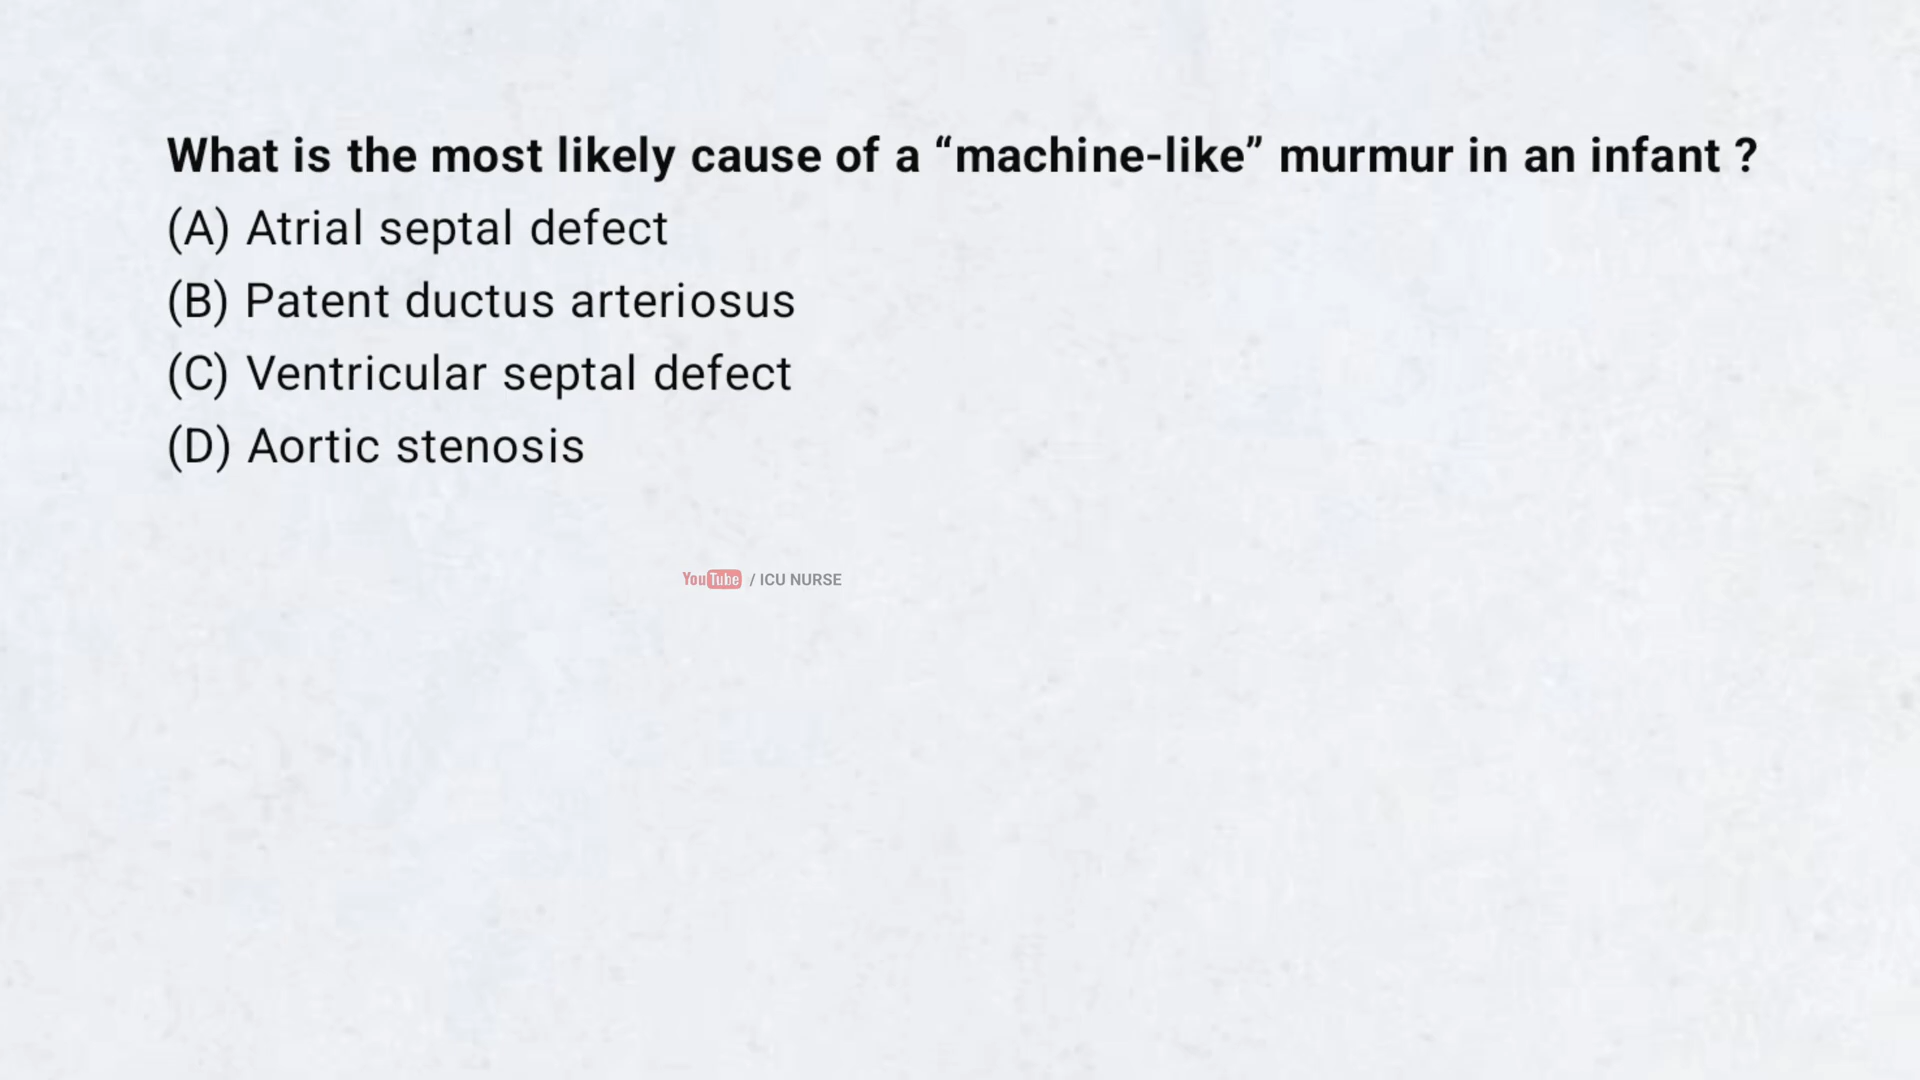 What is the most likely cause of a “machine-like” murmur in an infant ?
(A) Atrial septal defect
(B) Patent ductus arteriosus
(C) Ventricular septal defect
(D) Aortic stenosis
YouTube / ICU NURSE